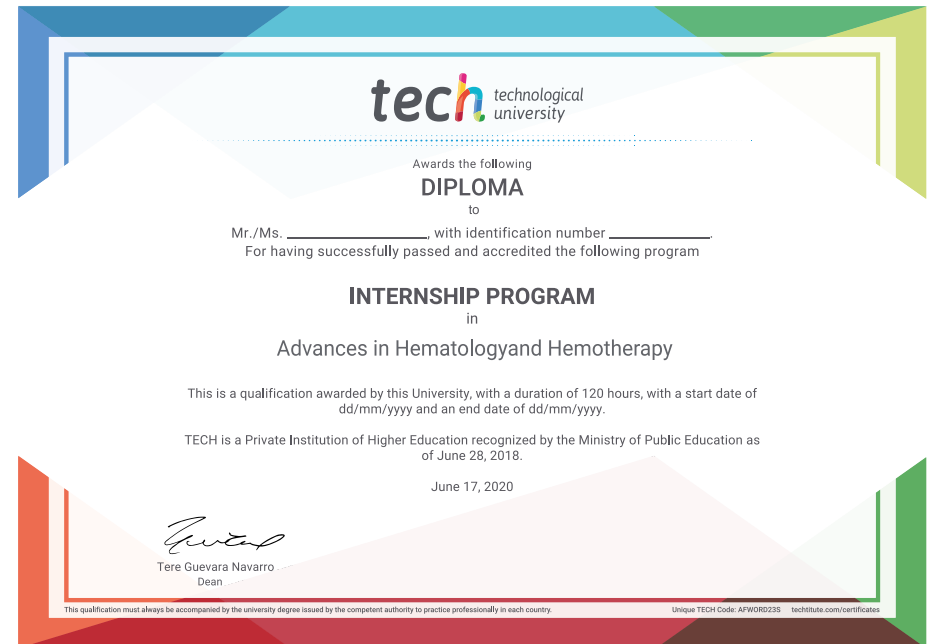 tech technological
university
Awards the following
DIPLOMA
to
Mr./Ms. ____________________, with identification number ______________.
For having successfully passed and accredited the following program
INTERNSHIP PROGRAM
in
Advances in Hematologyand Hemotherapy
This is a qualification awarded by this University, with a duration of 120 hours, with a start date of
dd/mm/yyyy and an end date of dd/mm/yyyy.
TECH is a Private Institution of Higher Education recognized by the Ministry of Public Education as
of June 28, 2018.
June 17, 2020
Tere Guevara Navarro
Dean
This qualification must always be accompanied by the university degree issued by the competent authority to practice professionally in each country.
Unique TECH Code: AFWORD23S techtitute.com/certificates